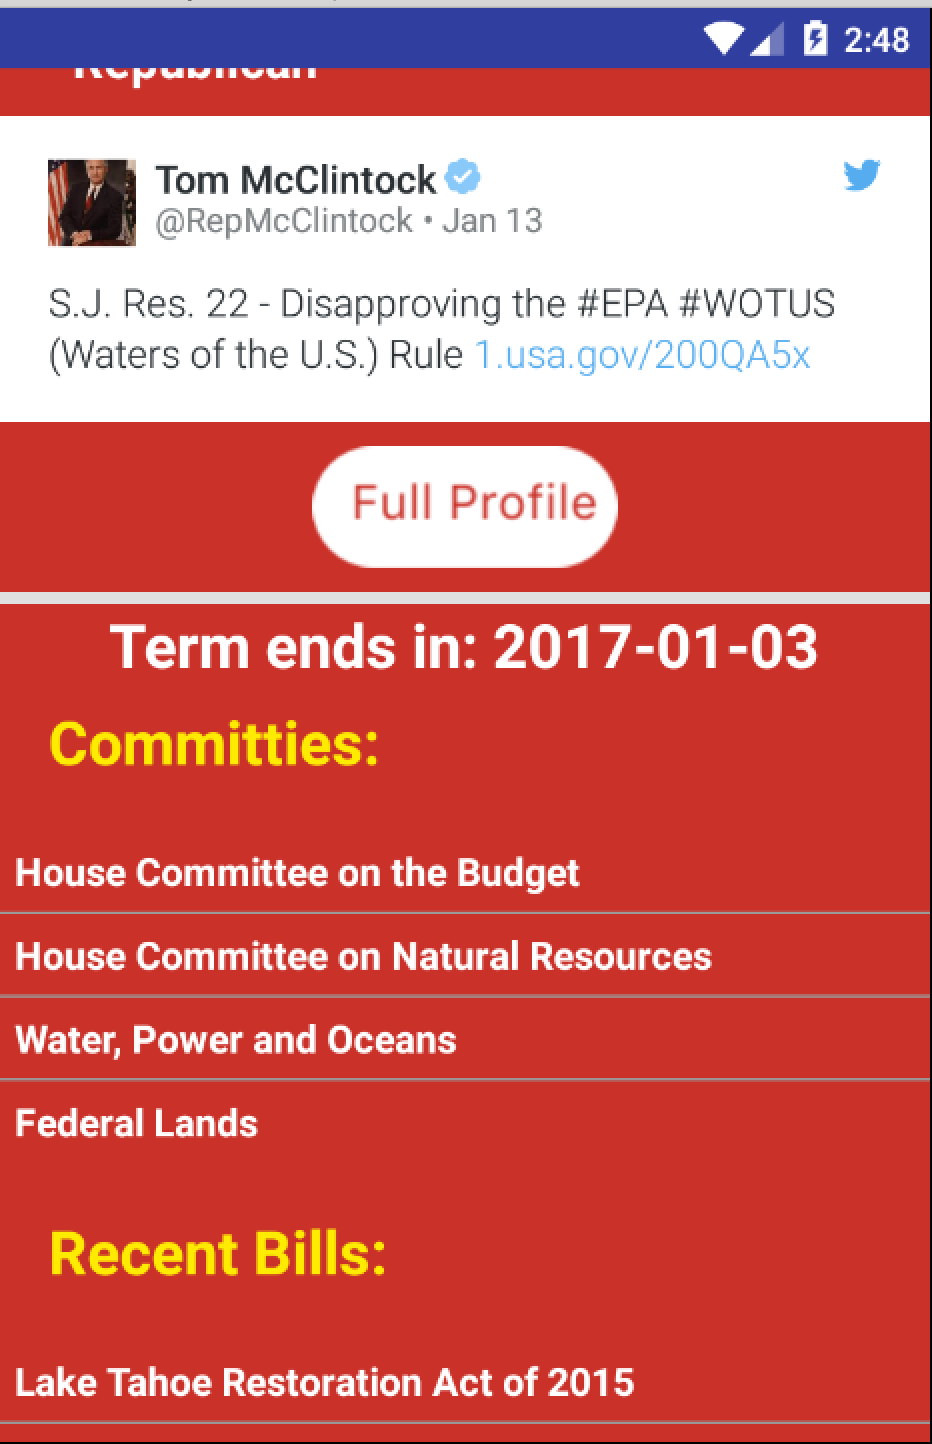 2:48
Republican
Tom McClintock
@RepMcClintock • Jan 13
S.J. Res. 22 - Disapproving the #EPA #WOTUS
(Waters of the U.S.) Rule 1.usa.gov/200QA5x
Full Profile
Term ends in: 2017-01-03
Committies:
House Committee on the Budget
House Committee on Natural Resources
Water, Power and Oceans
Federal Lands
Recent Bills:
Lake Tahoe Restoration Act of 2015